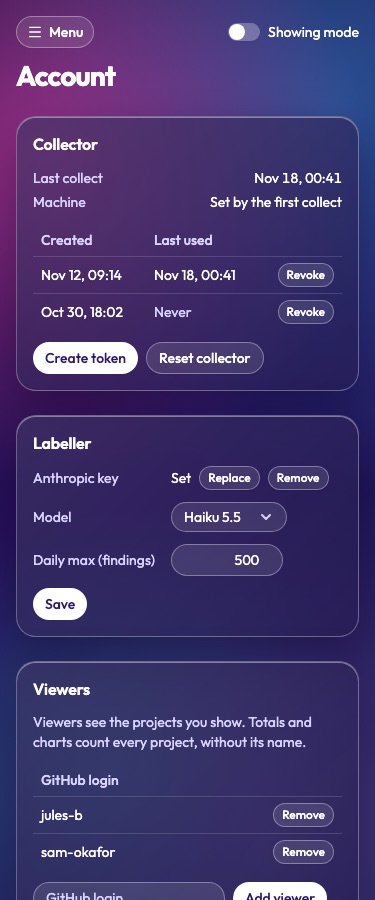 Menu
Showing mode
Account
Collector
Last collect Nov 18, 00:41
Machine Set by the first collect
Created Last used
Nov 12, 09:14 Nov 18, 00:41 Revoke
Oct 30, 18:02 Never Revoke
Create token Reset collector
Labeller
Anthropic key Set Replace Remove
Model Haiku 5.5
Daily max (findings) 500
Save
Viewers
Viewers see the projects you show. Totals and
charts count every project, without its name.
GitHub login
jules-b Remove
sam-okafor Remove
GitHub login Add viewer